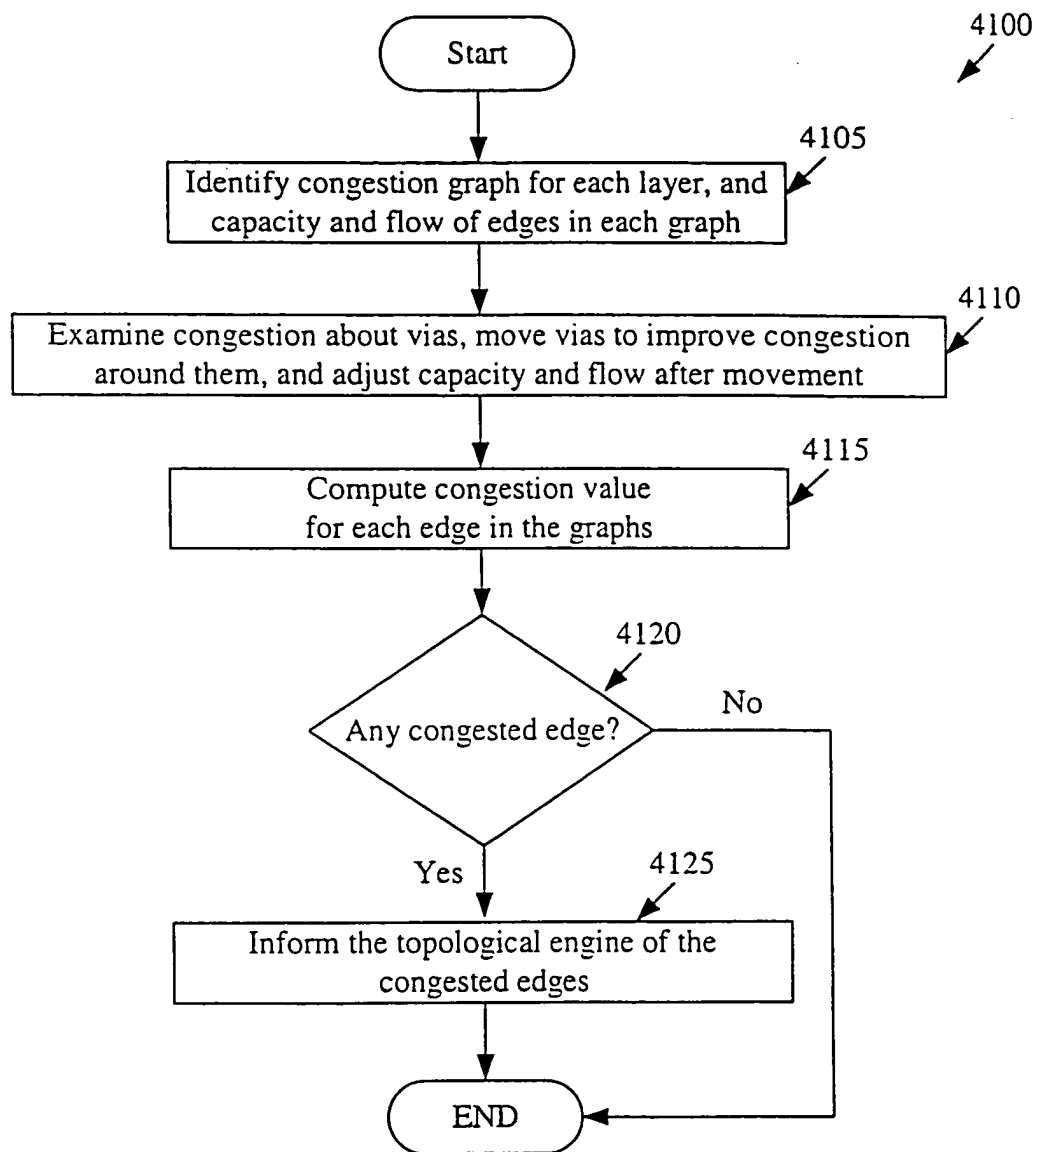 4100
Start
4105
Identify congestion graph for each layer, and
capacity and flow of edges in each graph
4110
Examine congestion about vias, move vias to improve congestion
around them, and adjust capacity and flow after movement
4115
Compute congestion value
for each edge in the graphs
4120
Any congested edge?
No
Yes
4125
Inform the topological engine of the
congested edges
END